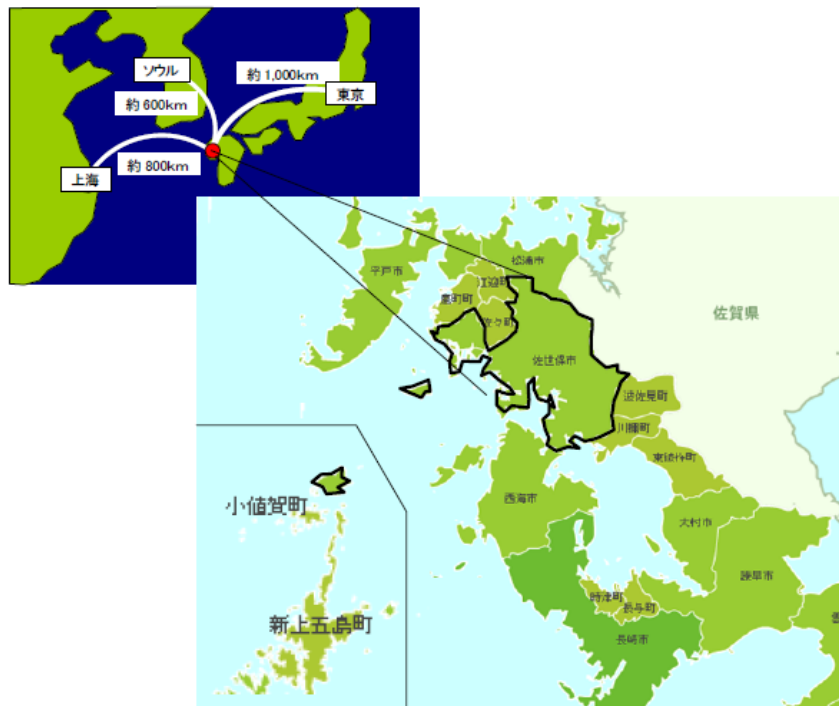 ソウル
約 1,000km
約 600km
東京
約 800km
上海
松浦市
平戸市
江迎町
鹿町町
佐々町
佐賀県
佐世保市
波佐見町
川棚町
東彼杵町
小値賀町
西海市
大村市
諫早市
時津町
長与町
新上五島町
長崎市